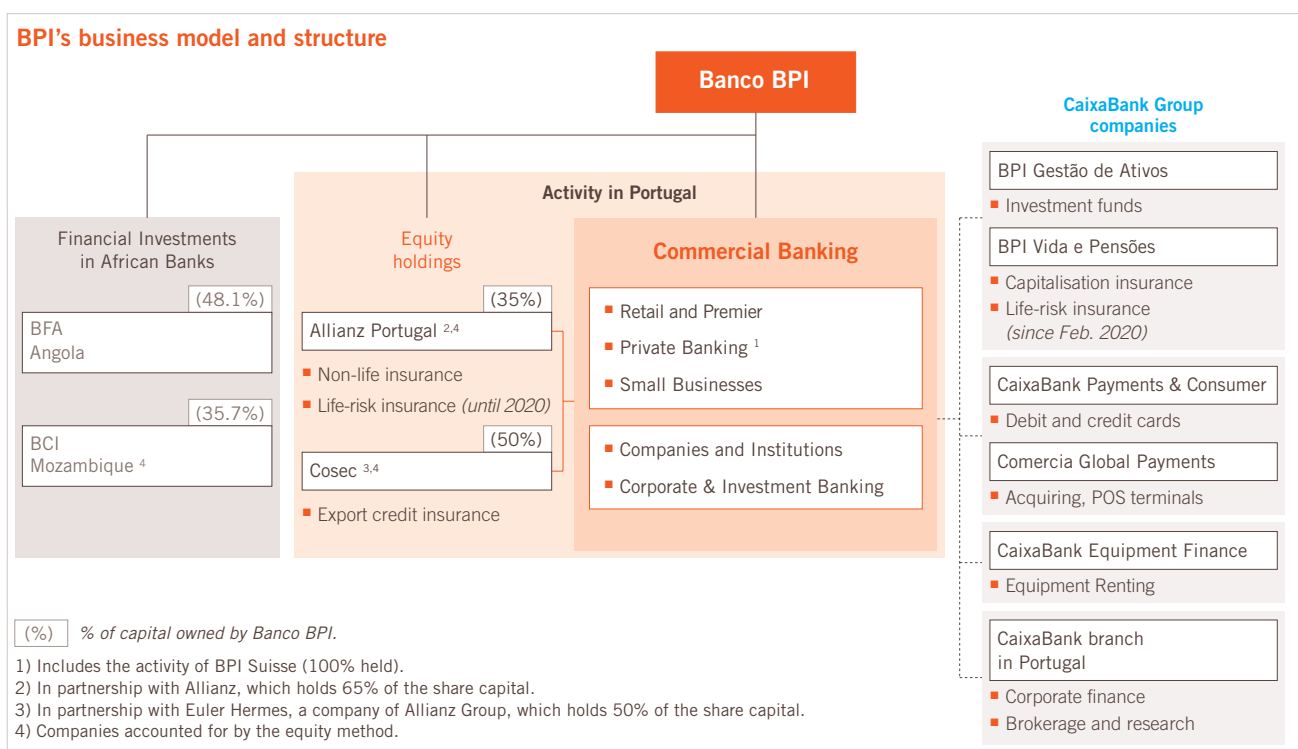 BPI’s business model and structure
Banco BPI
Financial Investments
in African Banks
(48.1%)
BFA
Angola
(35.7%)
BCI
Mozambique 4
Activity in Portugal
Equity
holdings
(35%)
Allianz Portugal 2,4
Non-life insurance
Life-risk insurance (until 2020)
(50%)
Cosec 3,4
Export credit insurance
Commercial Banking
Retail and Premier
Private Banking 1
Small Businesses
Companies and Institutions
Corporate & Investment Banking
CaixaBank Group
companies
BPI Gestão de Ativos
Investment funds
BPI Vida e Pensões
Capitalisation insurance
Life-risk insurance
(since Feb. 2020)
CaixaBank Payments & Consumer
Debit and credit cards
Comercia Global Payments
Acquiring, POS terminals
CaixaBank Equipment Finance
Equipment Renting
CaixaBank branch
in Portugal
Corporate finance
Brokerage and research
(%) % of capital owned by Banco BPI.
1) Includes the activity of BPI Suisse (100% held).
2) In partnership with Allianz, which holds 65% of the share capital.
3) In partnership with Euler Hermes, a company of Allianz Group, which holds 50% of the share capital.
4) Companies accounted for by the equity method.